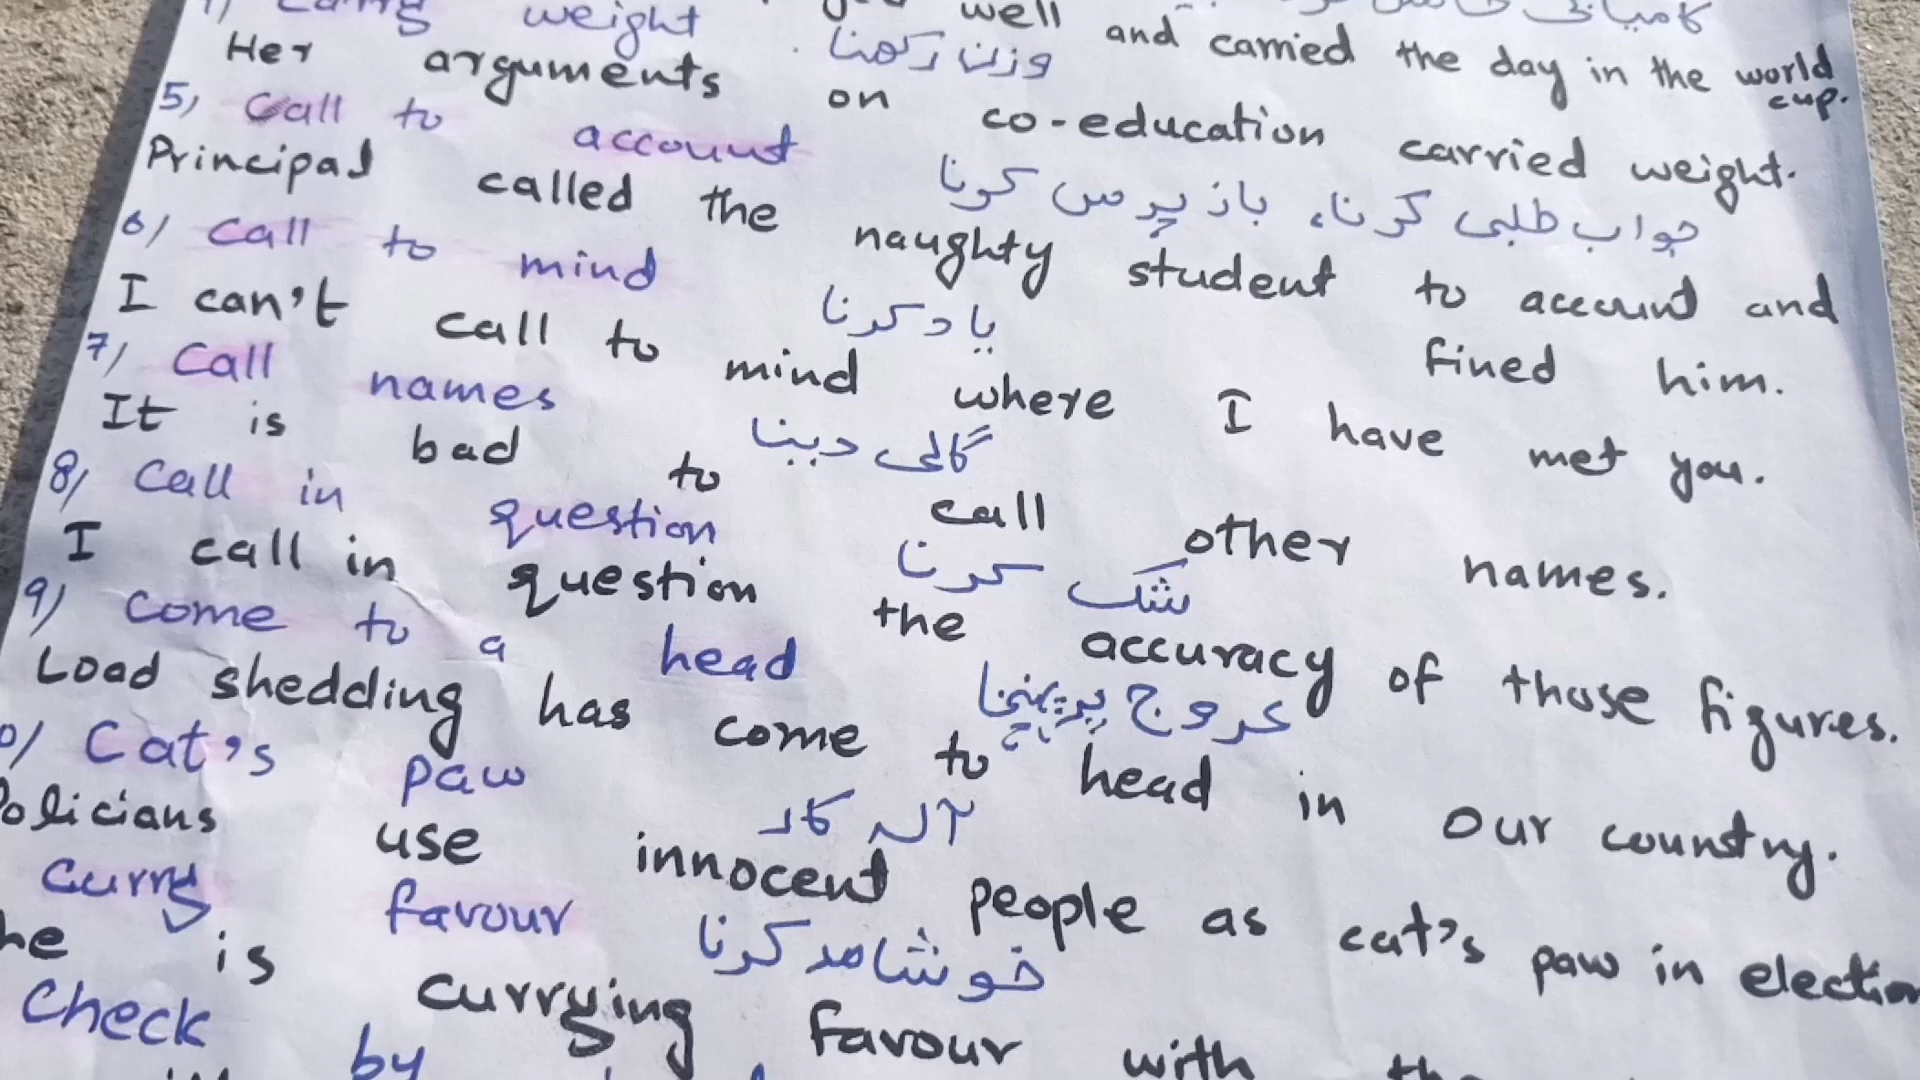 well and carried the day in the world cup.
weight وزن رکھنا
Her arguments on co-education carried weight.
5) Call to account جواب طلبی کرنا، باز پرس کرنا
Principal called the naughty student to account and fined him.
6) Call to mind یاد کرنا
I can't call to mind where I have met you.
7) Call names گالی دینا
It is bad to call other names.
8) Call in question شک کرنا
I call in question the accuracy of those figures.
9) Come to a head عروج پر پہنچنا
Load shedding has come to head in our country.
0) Cat's paw آلہ کار
Policians use innocent people as cat's paw in election
Curry favour خوشامد کرنا
he is currying favour with
Check by